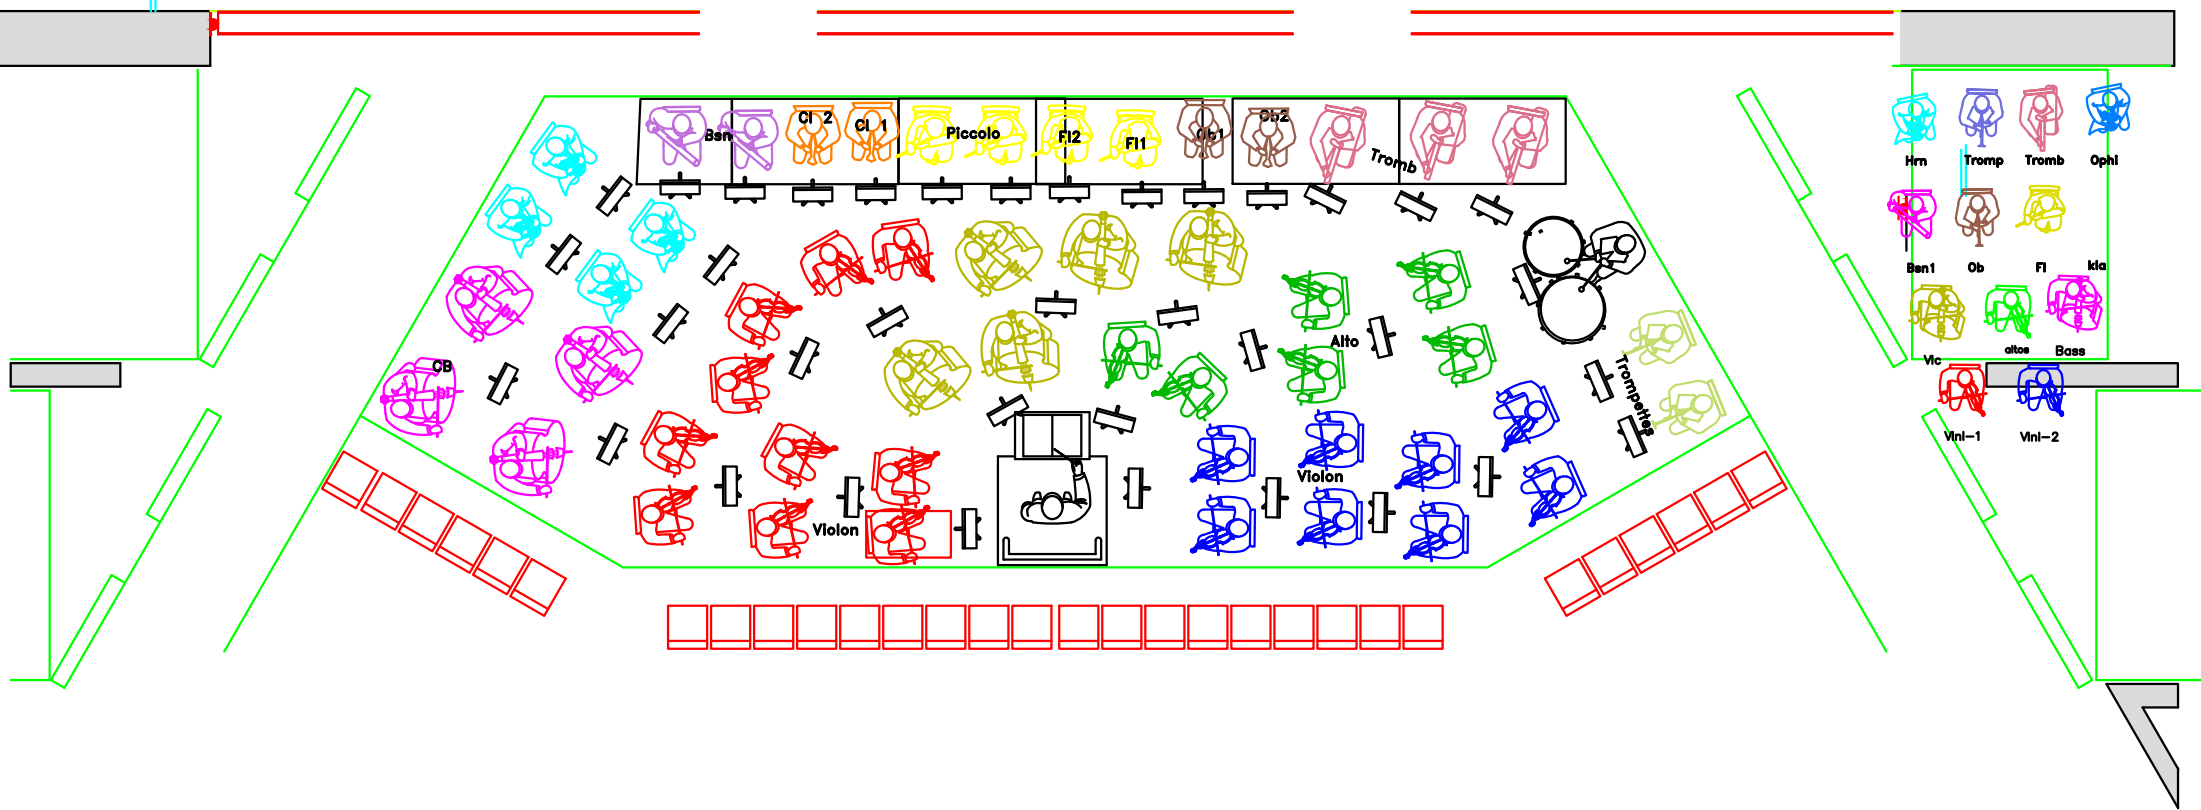 Bsn
Cl 2
Cl 1
Piccolo
Fl2
Fl1
Ob1
Ob2
Tromb
CB
Alto
Trompettes
Violon
Violon
Hrn
Tromp
Tromb
Ophi
Bsn1
Ob
Fl
kla
Vlc
altos
Bass
Vlni-1
Vlni-2